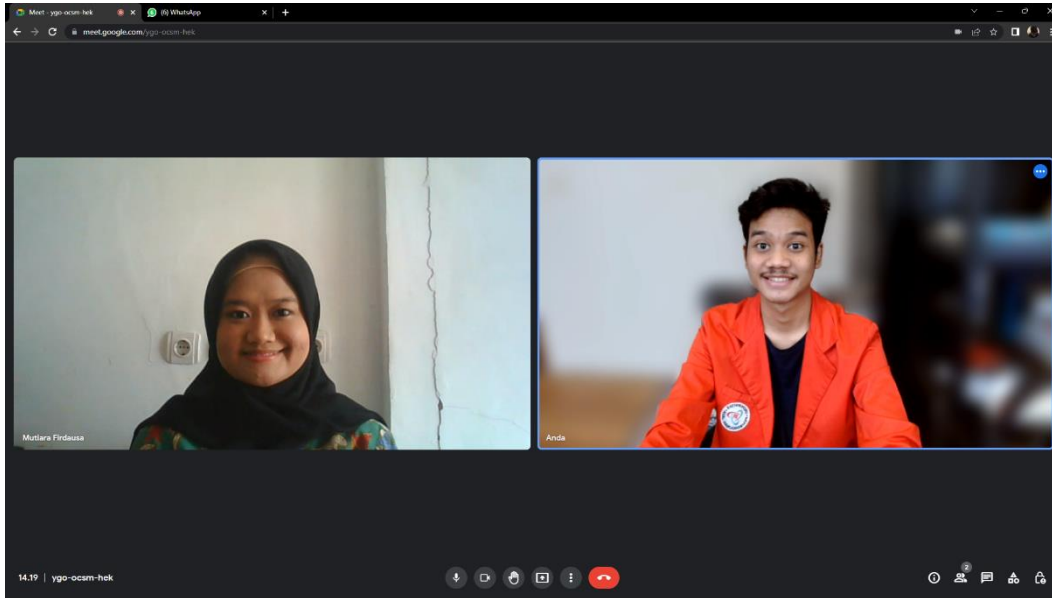 Meet - ygo-ocsm-hek
(6) WhatsApp
meet.google.com/ygo-ocsm-hek
Mutiara Firdausa
Anda
14.19 | ygo-ocsm-hek
2